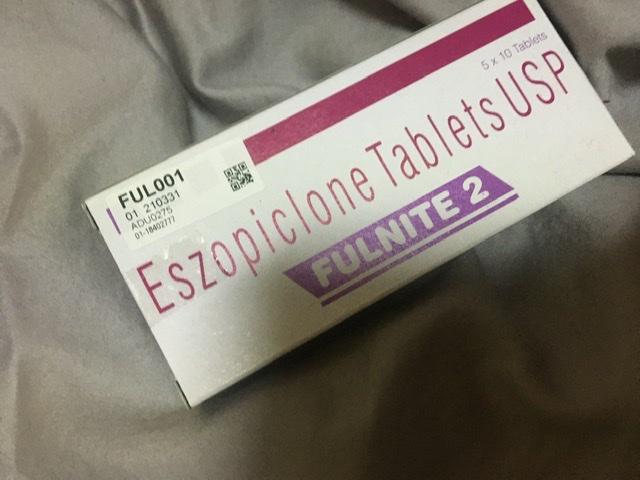 5 x 10 Tablets
FUL001
01 210331
ADU0275
01-18402777
Eszopiclone Tablets USP
FULNITE 2